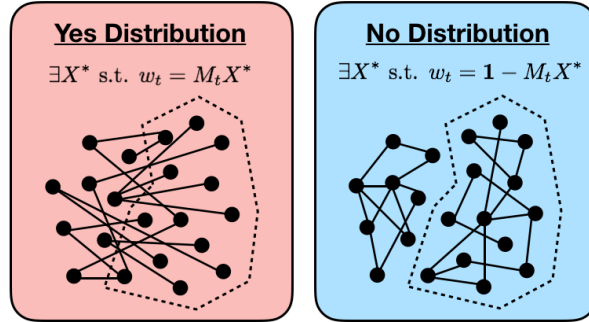 Yes Distribution
∃X* s.t. w_t = M_t X*
No Distribution
∃X* s.t. w_t = 1 − M_t X*